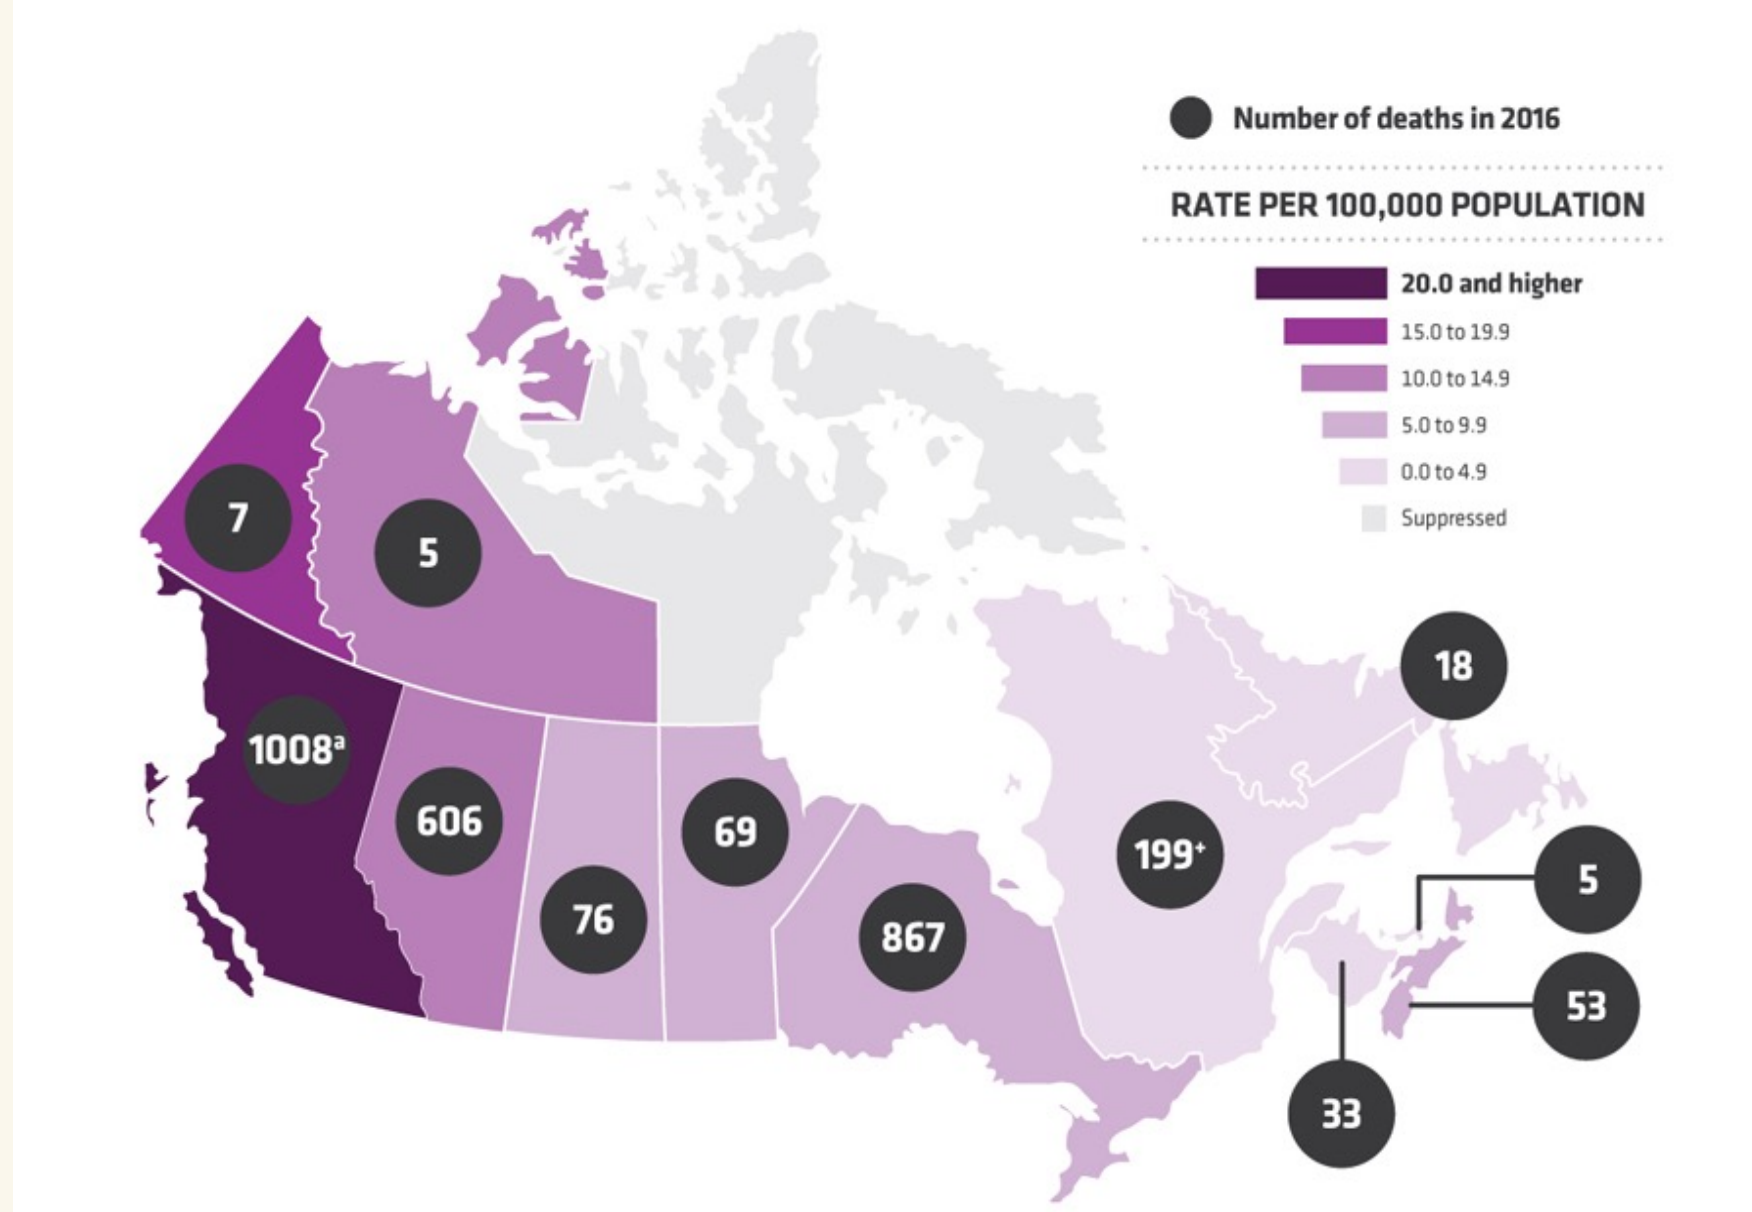 Number of deaths in 2016
RATE PER 100,000 POPULATION
20.0 and higher
15.0 to 19.9
10.0 to 14.9
5.0 to 9.9
0.0 to 4.9
Suppressed
7
5
18
1008ª
606
69
199⁺
76
867
5
53
33